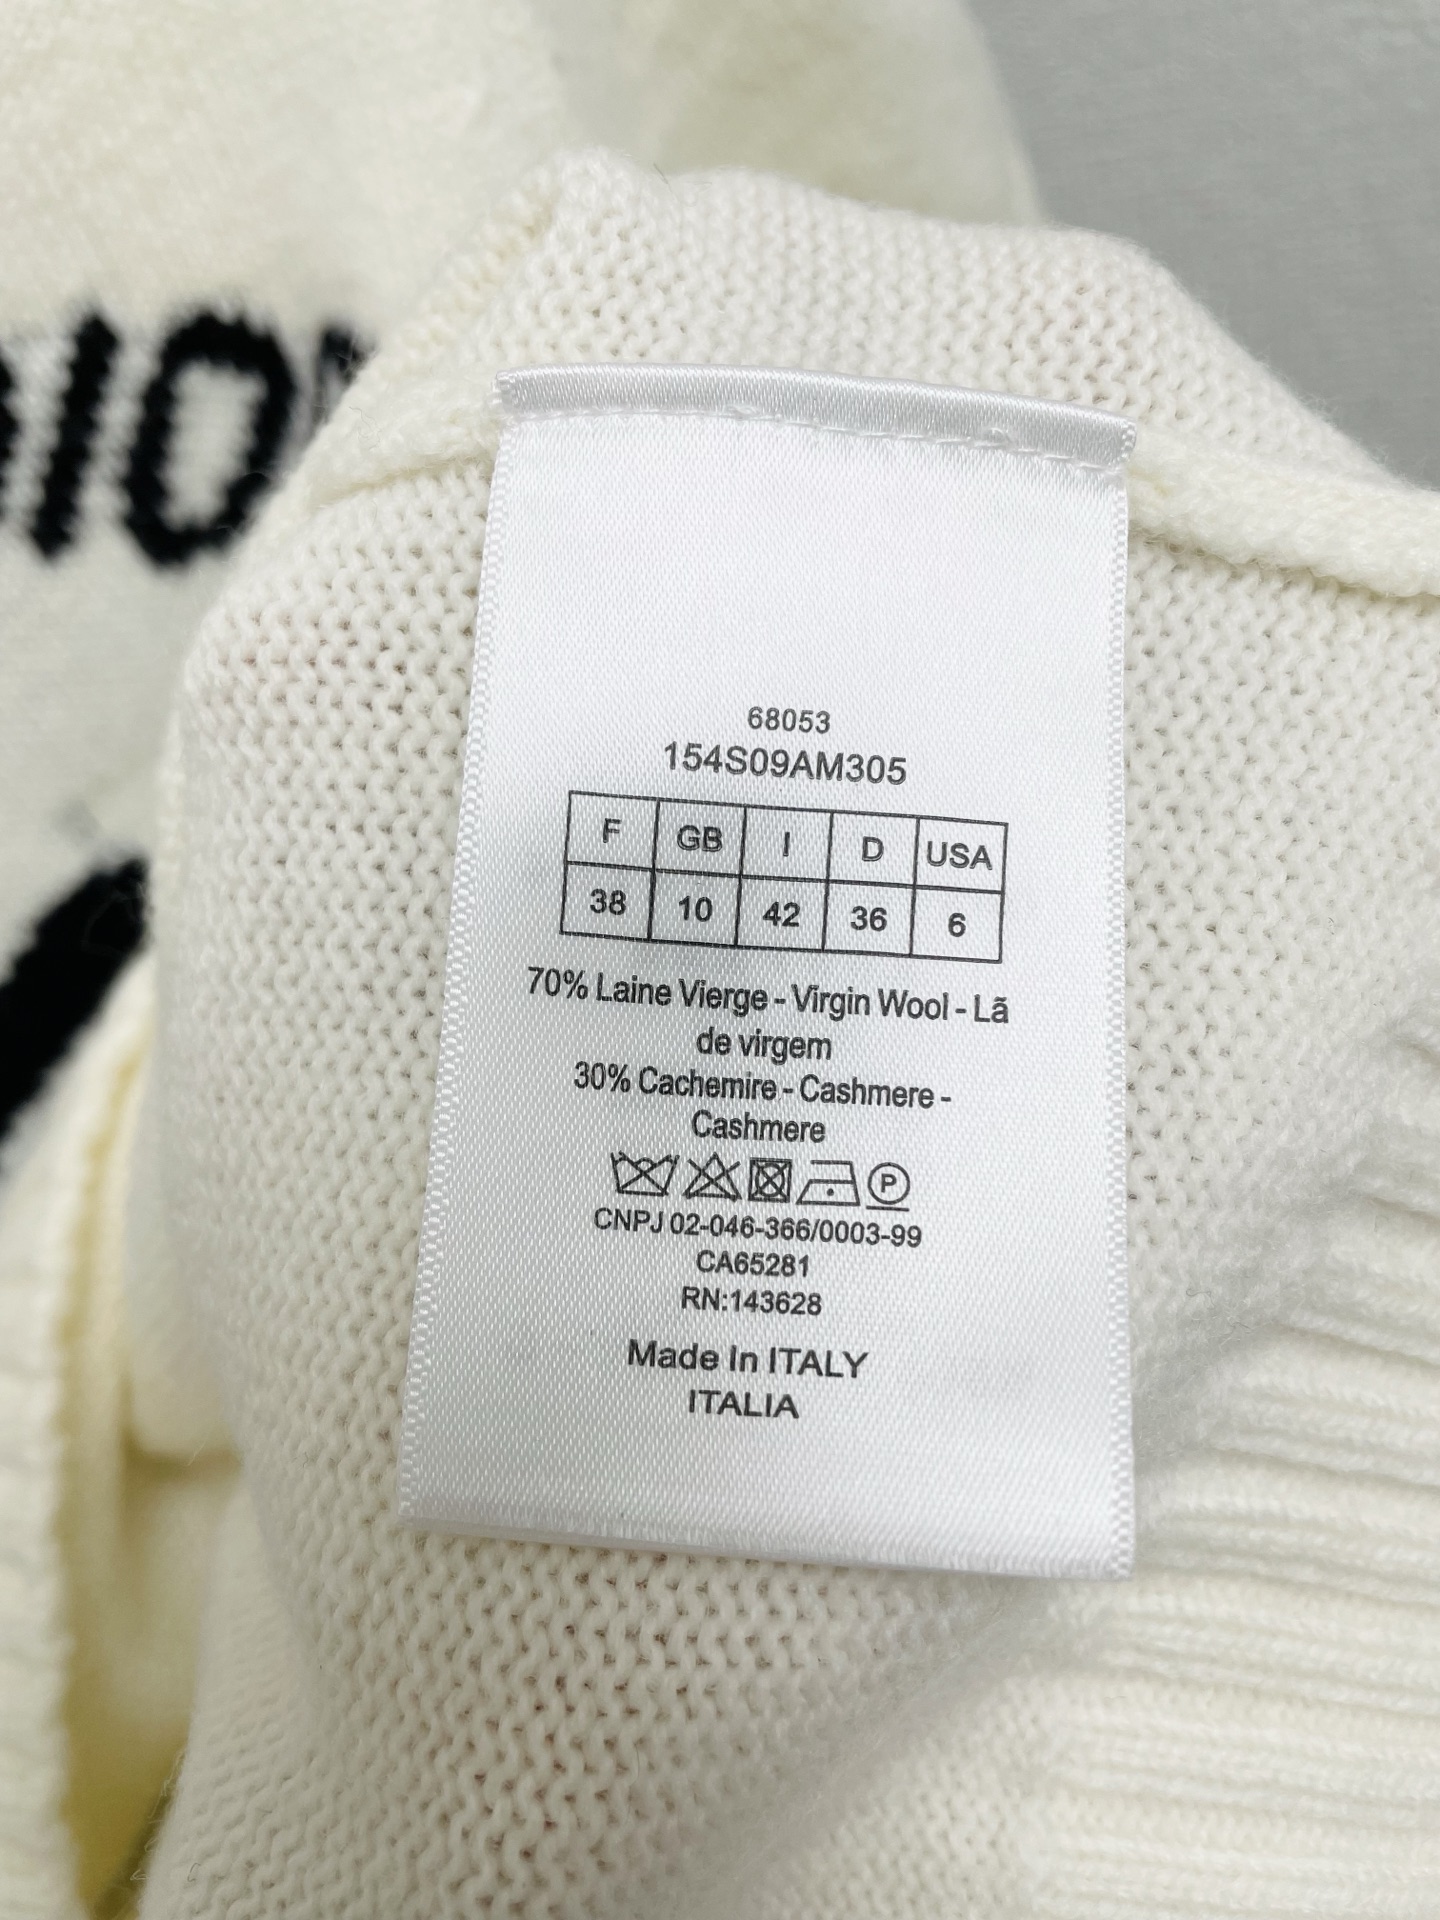 IO
68053
154S09AM305
F GB I D USA
38 10 42 36 6
70% Laine Vierge - Virgin Wool - Lã
de virgem
30% Cachemire - Cashmere -
Cashmere
P
CNPJ 02-046-366/0003-99
CA65281
RN:143628
Made In ITALY
ITALIA